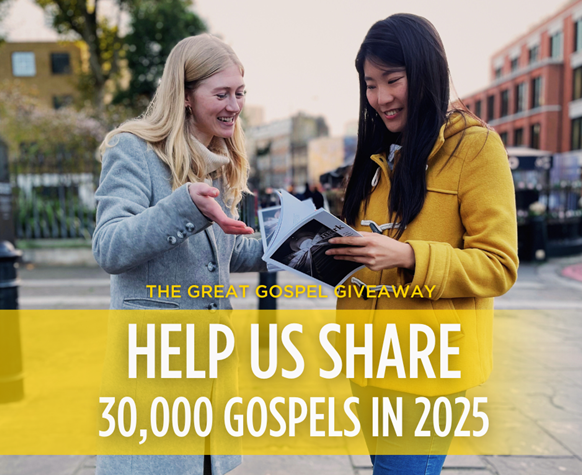 THE GREAT GOSPEL GIVEAWAY
HELP US SHARE
30,000 GOSPELS IN 2025